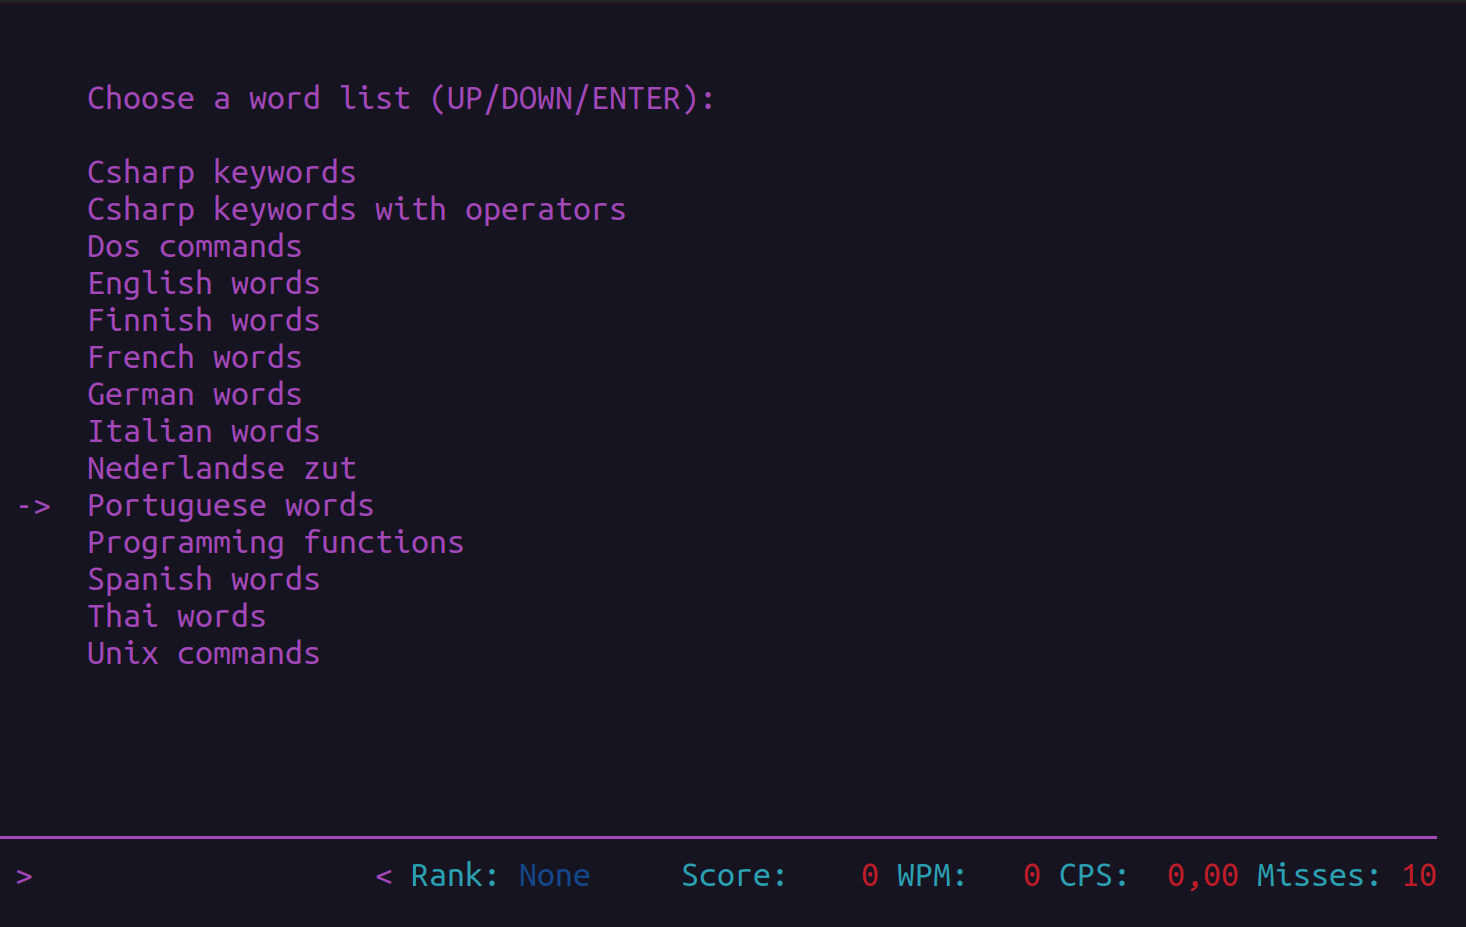 Choose a word list (UP/DOWN/ENTER):
Csharp keywords
Csharp keywords with operators
Dos commands
English words
Finnish words
French words
German words
Italian words
Nederlandse zut
-> Portuguese words
Programming functions
Spanish words
Thai words
Unix commands
> < Rank: None Score: 0 WPM: 0 CPS: 0,00 Misses: 10